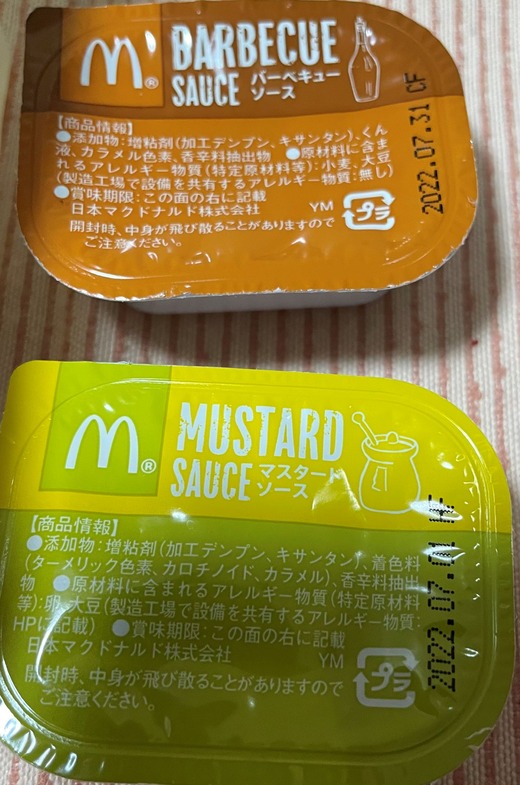 M®
BARBECUE
SAUCE バーベキュー
ソース
【商品情報】
●添加物:増粘剤(加工デンプン、キサンタン)、くん
液、カラメル色素、香辛料抽出物 ●原材料に含ま
れるアレルギー物質(特定原材料等):小麦、大豆
(製造工場で設備を共有するアレルギー物質:無し)
●賞味期限:この面の右に記載
日本マクドナルド株式会社 YM
プラ
開封時、中身が飛び散ることがありますので
ご注意ください。
2022.07.31 CF
M®
MUSTARD
SAUCE マスタード
ソース
【商品情報】
●添加物:増粘剤(加工デンプン、キサンタン)、着色料
(ターメリック色素、カロチノイド、カラメル)、香辛料抽出
物 ●原材料に含まれるアレルギー物質(特定原材料
等):卵、大豆(製造工場で設備を共有するアレルギー物質:
HPに記載) ●賞味期限:この面の右に記載
日本マクドナルド株式会社 YM
プラ
開封時、中身が飛び散ることがありますので
ご注意ください。
2022.07.01